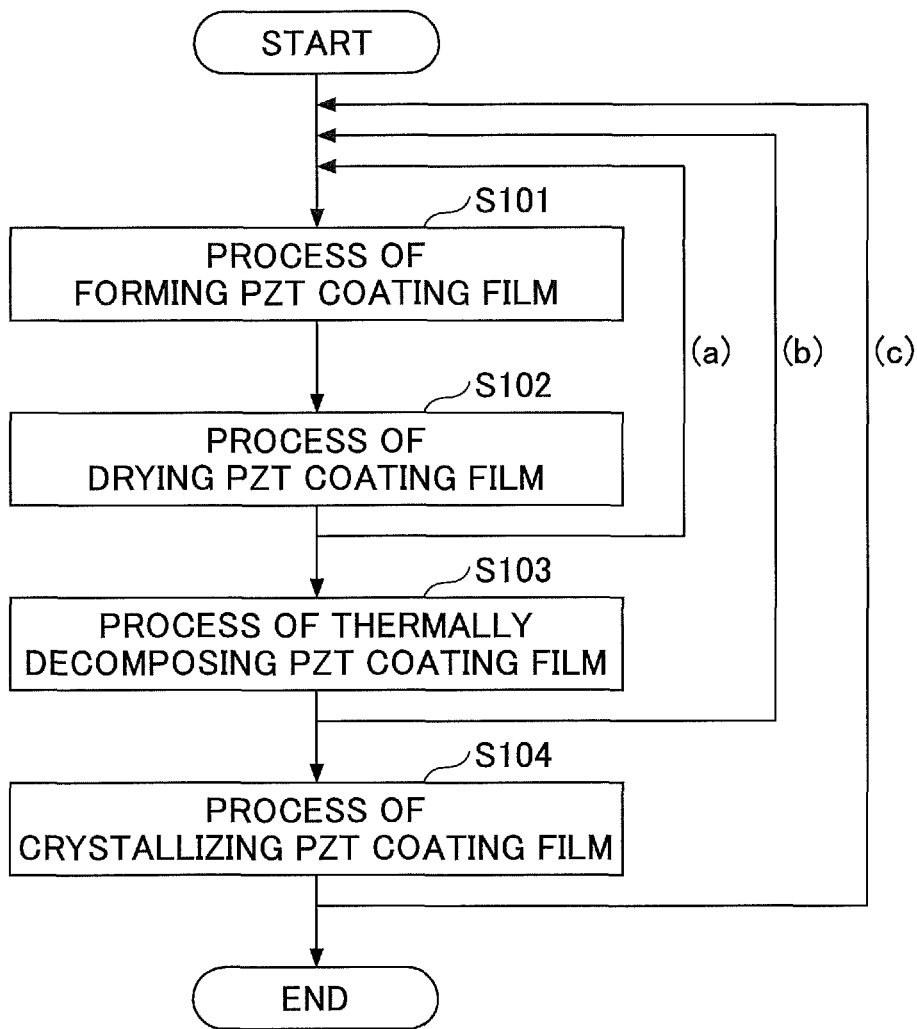 START
S101
PROCESS OF
FORMING PZT COATING FILM
(a)
(b)
(c)
S102
PROCESS OF
DRYING PZT COATING FILM
S103
PROCESS OF THERMALLY
DECOMPOSING PZT COATING FILM
S104
PROCESS OF
CRYSTALLIZING PZT COATING FILM
END